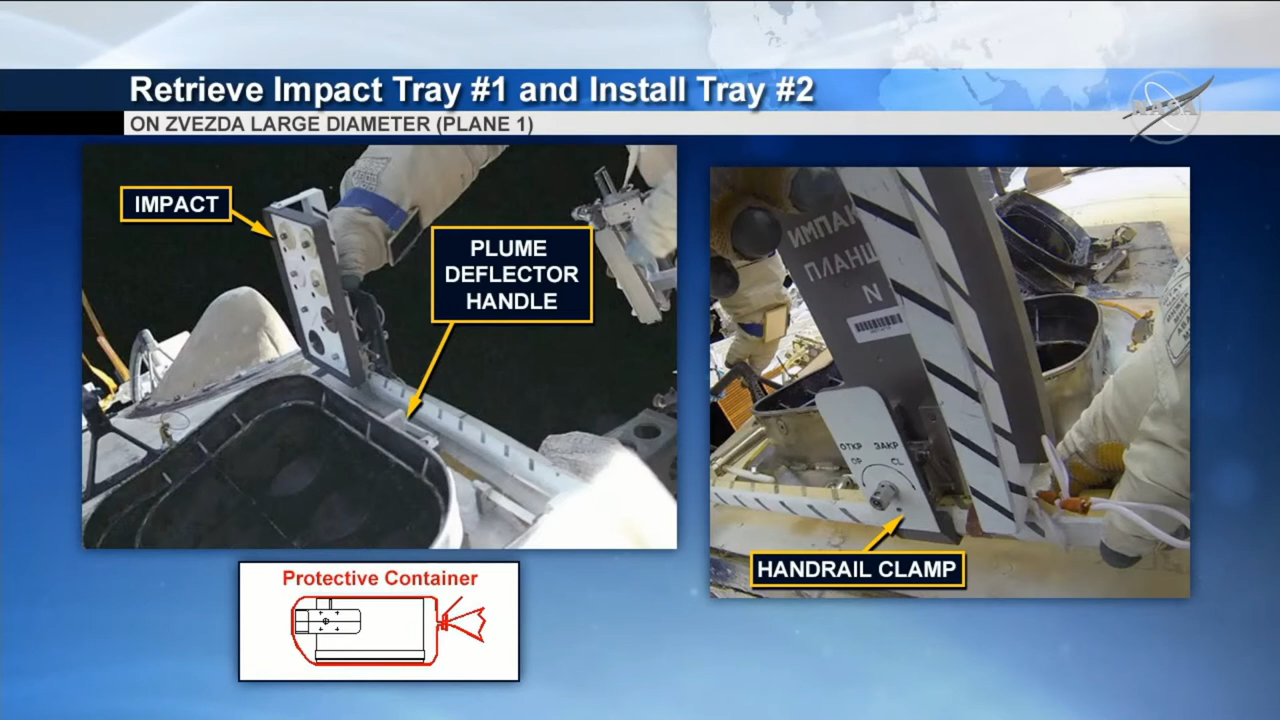 Retrieve Impact Tray #1 and Install Tray #2
ON ZVEZDA LARGE DIAMETER (PLANE 1)
NASA
IMPACT
PLUME
DEFLECTOR
HANDLE
ИМПАК
ПЛАНШ
N
ОТКР ЗАКР
OP CL
HANDRAIL CLAMP
Protective Container